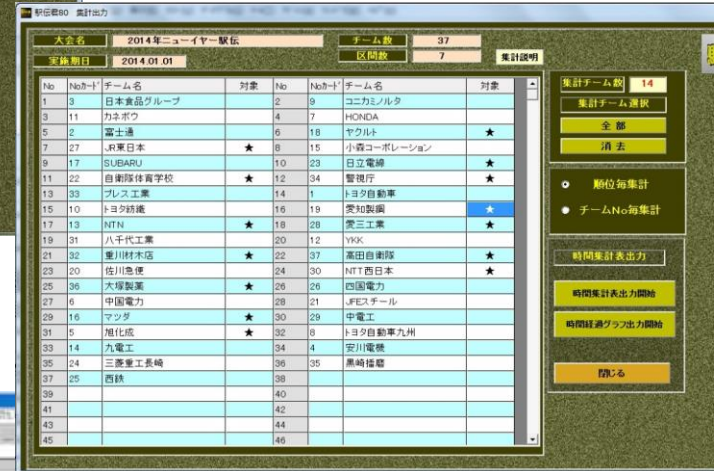 駅伝君80 集計出力
大会名 2014年ニューイヤー駅伝 チーム数 37
実施期日 2014.01.01 区間数 7 集計説明
No Noカード チーム名 対象 No Noカード チーム名 対象
1 3 日本食品グループ 2 9 コニカミノルタ
3 11 カネボウ 4 7 HONDA
5 2 富士通 6 18 ヤクルト ★
7 27 JR東日本 ★ 8 15 小森コーポレーション
9 17 SUBARU 10 23 日立電線 ★
11 22 自衛隊体育学校 ★ 12 34 警視庁 ★
13 33 プレス工業 14 1 トヨタ自動車
15 10 トヨタ紡織 16 19 愛知製鋼 ★
17 13 NTN ★ 18 28 愛三工業 ★
19 31 八千代工業 20 12 YKK
21 32 重川材木店 ★ 22 37 高田自衛隊 ★
23 20 佐川急便 24 30 NTT西日本 ★
25 36 大塚製薬 ★ 26 26 四国電力
27 6 中国電力 28 21 JFEスチール
29 16 マツダ ★ 30 29 中電工
31 5 旭化成 ★ 32 8 トヨタ自動車九州
33 14 九電工 34 4 安川電機
35 24 三菱重工長崎 36 35 黒崎播磨
37 25 西鉄 38
39 40
41 42
43 44
45 46
集計チーム数 14
集計チーム選択
全部
消去
順位毎集計
チームNo毎集計
時間集計表出力
時間集計表出力開始
時間経過グラフ出力開始
閉じる